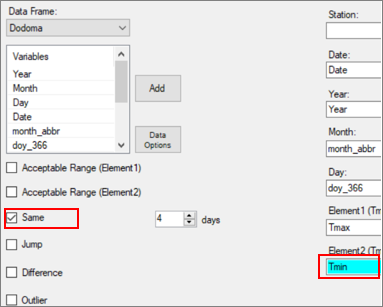 Data Frame:
Dodoma
Variables
Year
Month
Day
Date
month_abbr
doy_366
Add
Data
Options
Acceptable Range (Element1)
Acceptable Range (Element2)
Same
4
days
Jump
Difference
Outlier
Station:
Date:
Date
Year:
Year
Month:
month_abbr
Day:
doy_366
Element1 (Tm
Tmax
Element2 (Tm
Tmin